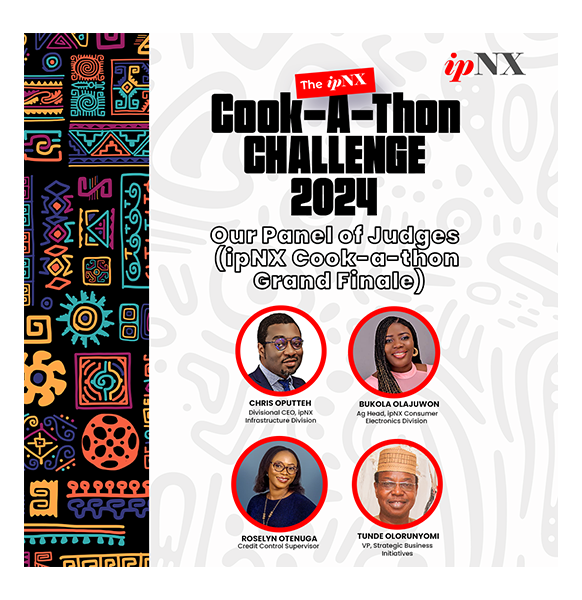 ipNX
The ipNX
Cook-A-Thon
CHALLENGE
2024
Our Panel of Judges
(ipNX Cook-a-thon
Grand Finale)
CHRIS OPUTTEH
Divisional CEO, ipNX
Infrastructure Division
BUKOLA OLAJUWON
Ag Head, ipNX Consumer
Electronics Division
ROSELYN OTENUGA
Credit Control Supervisor
TUNDE OLORUNYOMI
VP, Strategic Business
Initiatives